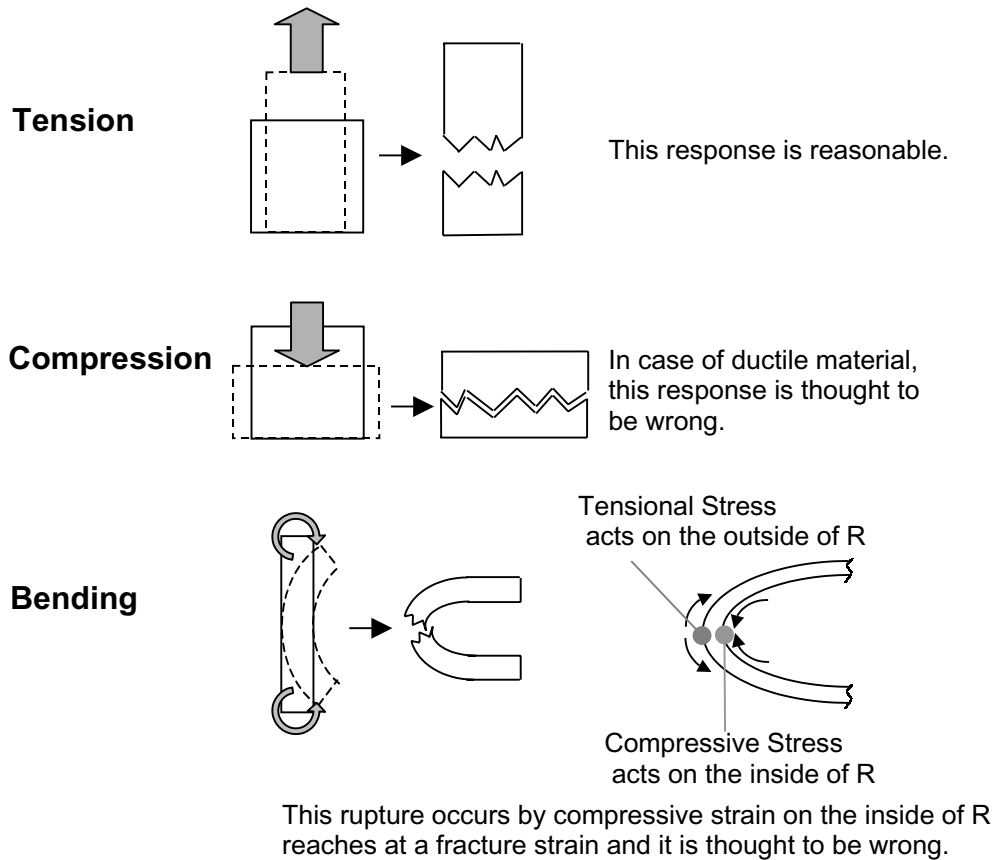 Tension
This response is reasonable.
Compression
In case of ductile material,
this response is thought to
be wrong.
Tensional Stress
acts on the outside of R
Bending
Compressive Stress
acts on the inside of R
This rupture occurs by compressive strain on the inside of R
reaches at a fracture strain and it is thought to be wrong.